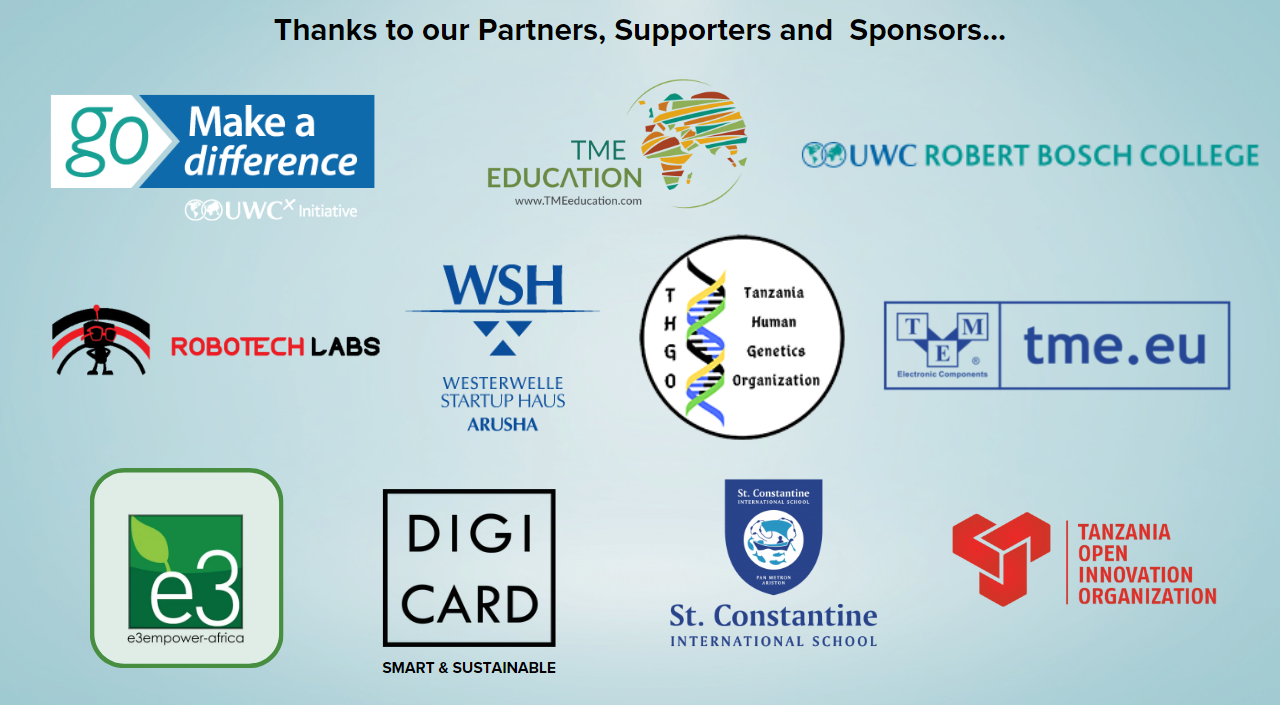 Thanks to our Partners, Supporters and Sponsors...
go
Make a
difference
UWCx Initiative
TME
EDUCATION
www.TMEeducation.com
UWC ROBERT BOSCH COLLEGE
ROBOTECH LABS
WSH
WESTERWELLE
STARTUP HAUS
ARUSHA
T
H
G
O
Tanzania
Human
Genetics
Organization
T M
E
®
Electronic Components
tme.eu
e3
e3empower-africa
DIGI
CARD
SMART & SUSTAINABLE
St. Constantine
INTERNATIONAL SCHOOL
PAN METRON
ARISTON
St. Constantine
INTERNATIONAL SCHOOL
TANZANIA
OPEN
INNOVATION
ORGANIZATION